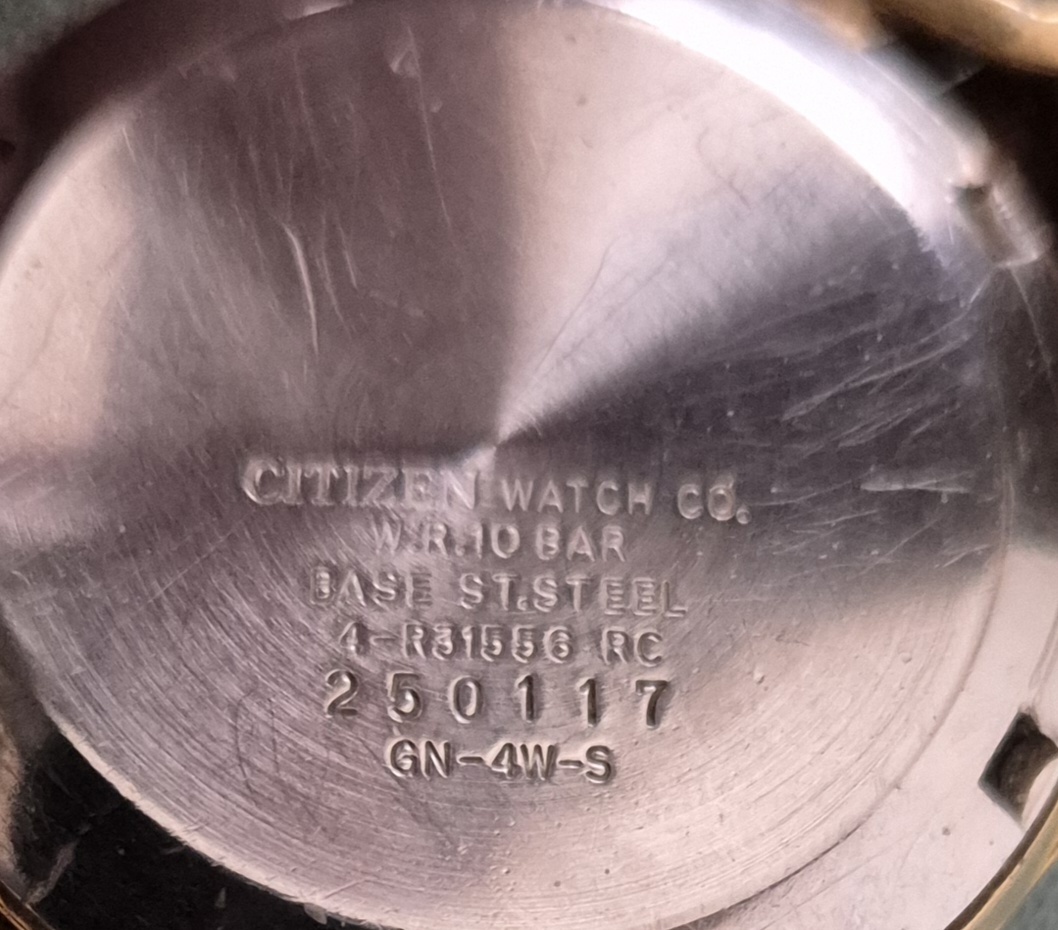 CITIZEN WATCH CO.
W.R.10 BAR
BASE ST.STEEL
4-R31556 RC
250117
GN-4W-S